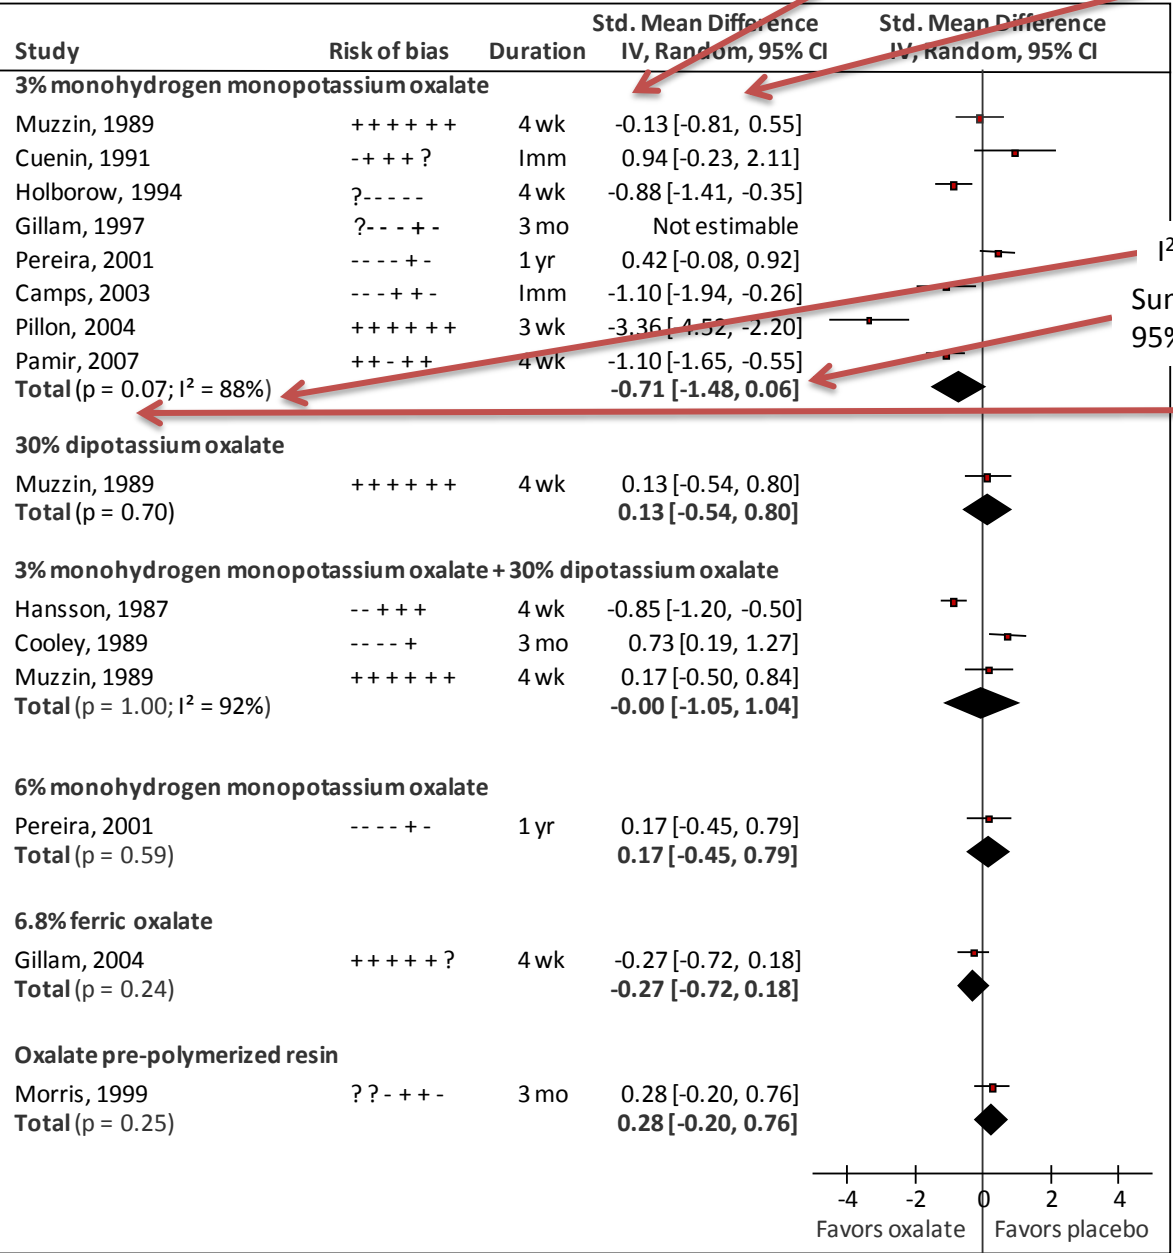 Std. Mean Difference Std. Mean Difference
Study Risk of bias Duration IV, Random, 95% CI IV, Random, 95% CI
3% monohydrogen monopotassium oxalate
Muzzin, 1989 + + + + + + 4 wk -0.13 [-0.81, 0.55]
Cuenin, 1991 - + + + ? Imm 0.94 [-0.23, 2.11]
Holborow, 1994 ? - - - - - 4 wk -0.88 [-1.41, -0.35]
Gillam, 1997 ? - - - + - 3 mo Not estimable
Pereira, 2001 - - - - + - 1 yr 0.42 [-0.08, 0.92]
I²
Camps, 2003 - - - + + - Imm -1.10 [-1.94, -0.26]
Pillon, 2004 + + + + + + 3 wk -3.36 [-4.52, -2.20]
95%
Pamir, 2007 + + - + + 4 wk -1.10 [-1.65, -0.55]
Total (p = 0.07; I² = 88%) -0.71 [-1.48, 0.06]
30% dipotassium oxalate
Muzzin, 1989 + + + + + + 4 wk 0.13 [-0.54, 0.80]
Total (p = 0.70) 0.13 [-0.54, 0.80]
3% monohydrogen monopotassium oxalate + 30% dipotassium oxalate
Hansson, 1987 - - + + + 4 wk -0.85 [-1.20, -0.50]
Cooley, 1989 - - - - + 3 mo 0.73 [0.19, 1.27]
Muzzin, 1989 + + + + + + 4 wk 0.17 [-0.50, 0.84]
Total (p = 1.00; I² = 92%) -0.00 [-1.05, 1.04]
6% monohydrogen monopotassium oxalate
Pereira, 2001 - - - - + - 1 yr 0.17 [-0.45, 0.79]
Total (p = 0.59) 0.17 [-0.45, 0.79]
6.8% ferric oxalate
Gillam, 2004 + + + + + ? 4 wk -0.27 [-0.72, 0.18]
Total (p = 0.24) -0.27 [-0.72, 0.18]
Oxalate pre-polymerized resin
Morris, 1999 ? ? - + + - 3 mo 0.28 [-0.20, 0.76]
Total (p = 0.25) 0.28 [-0.20, 0.76]
-4 -2 0 2 4
Favors oxalate Favors placebo